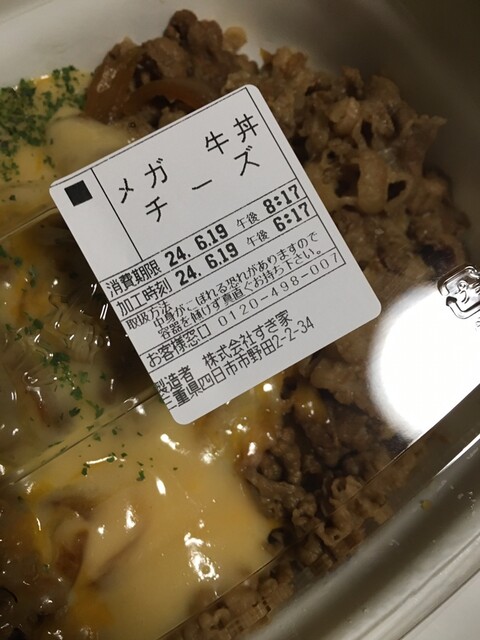 メガ 牛丼
チーズ
消費期限 24. 6.19 午後 8:17
加工時刻 24. 6.19 午後 6:17
取扱方法
中身がこぼれる恐れがありますので
容器を傾けず真直ぐお持ち下さい。
お客様窓口 0120-498-007
製造者 株式会社すき家
三重県四日市市野田2-2-34